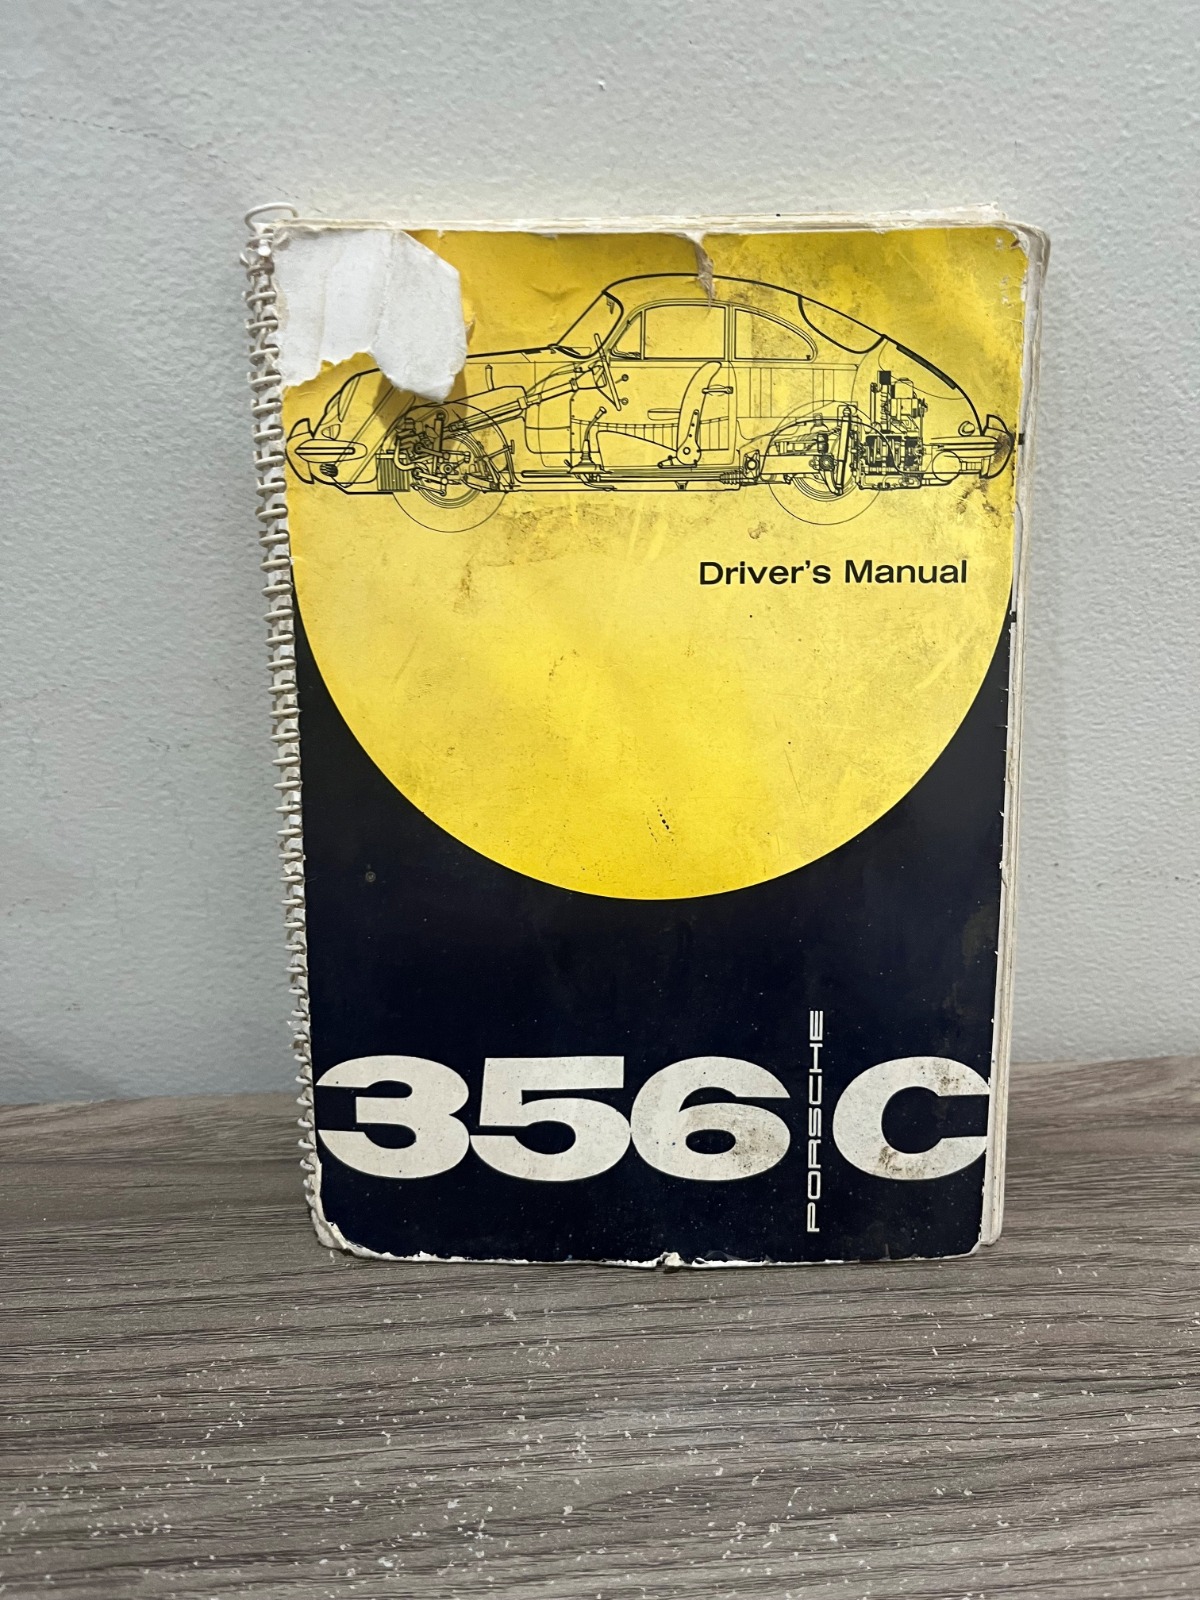 Driver's Manual
356 C
PORSCHE